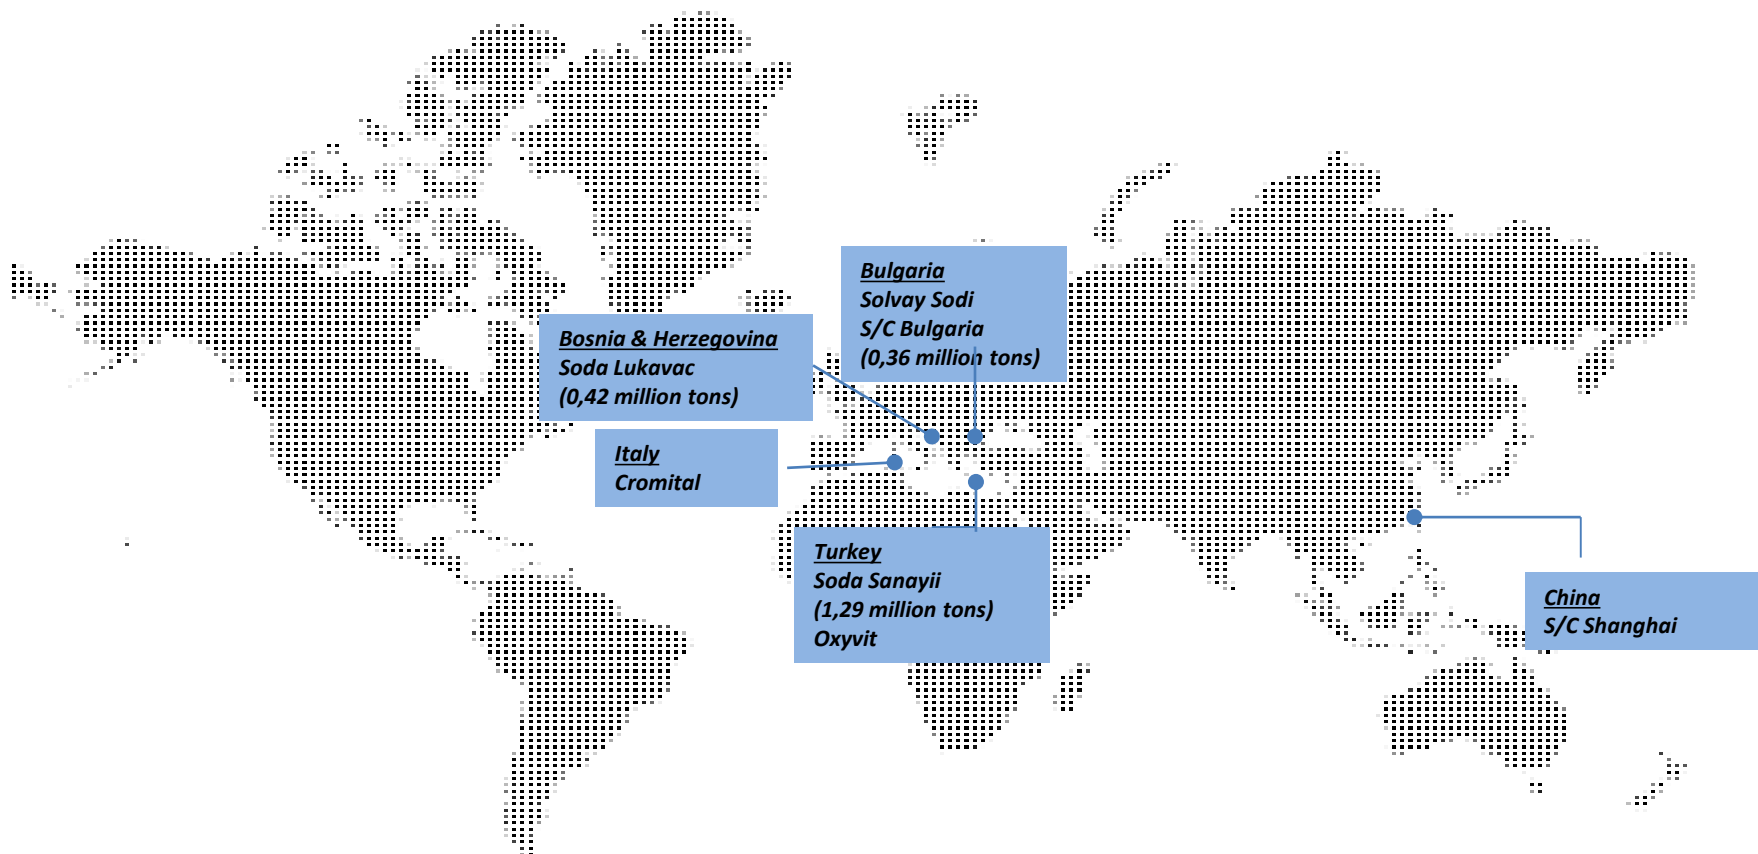 Bulgaria
Solvay Sodi
S/C Bulgaria
(0,36 million tons)
Bosnia & Herzegovina
Soda Lukavac
(0,42 million tons)
Italy
Cromital
Turkey
Soda Sanayii
(1,29 million tons)
Oxyvit
China
S/C Shanghai